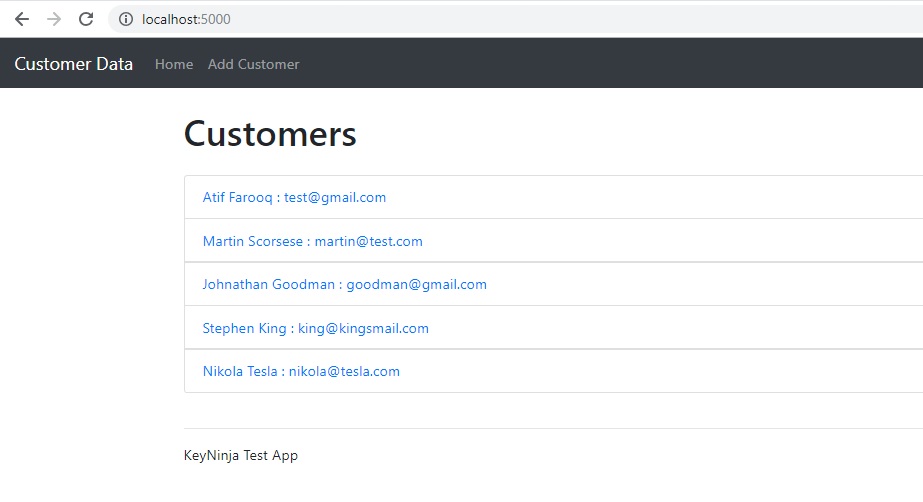 localhost:5000
Customer Data Home Add Customer
Customers
Atif Farooq : test@gmail.com
Martin Scorsese : martin@test.com
Johnathan Goodman : goodman@gmail.com
Stephen King : king@kingsmail.com
Nikola Tesla : nikola@tesla.com
KeyNinja Test App